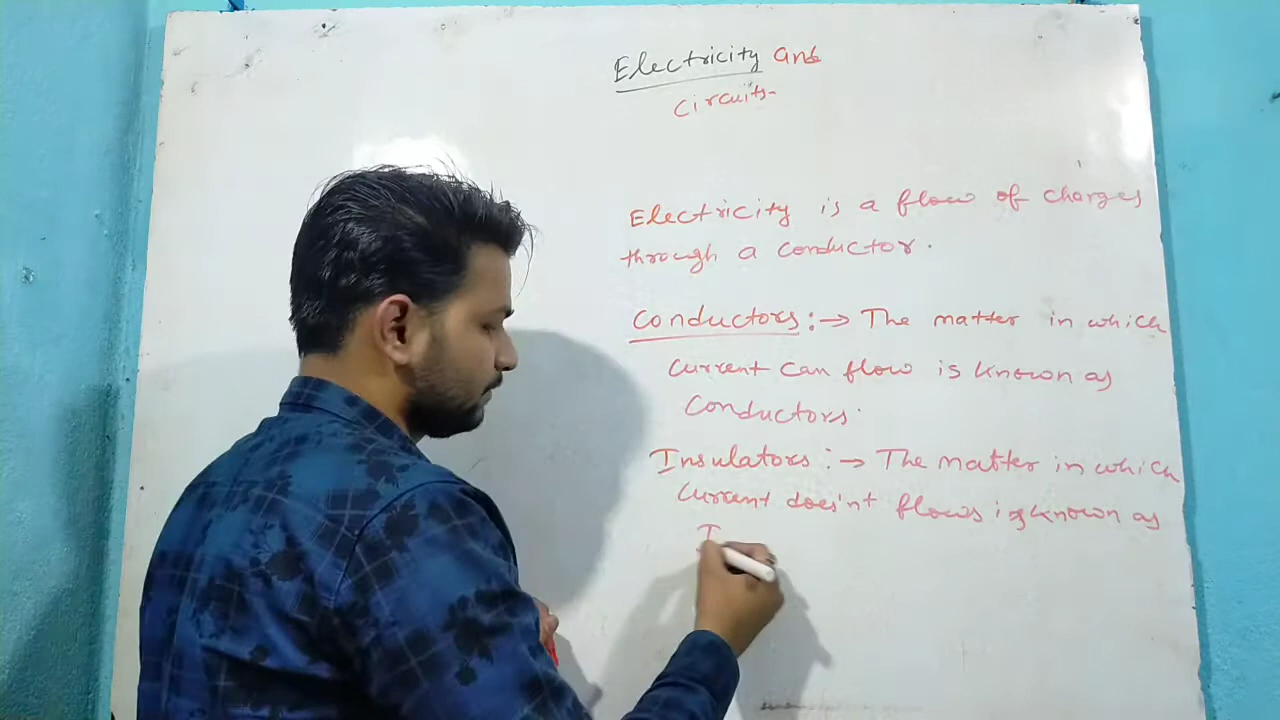 Electricity and
Circuits-
Electricity is a flow of charges
through a conductor.
Conductors :→ The matter in which
Current can flow is known as
Conductors.
Insulators :→ The matter in which
Current does'nt flows is known as
I